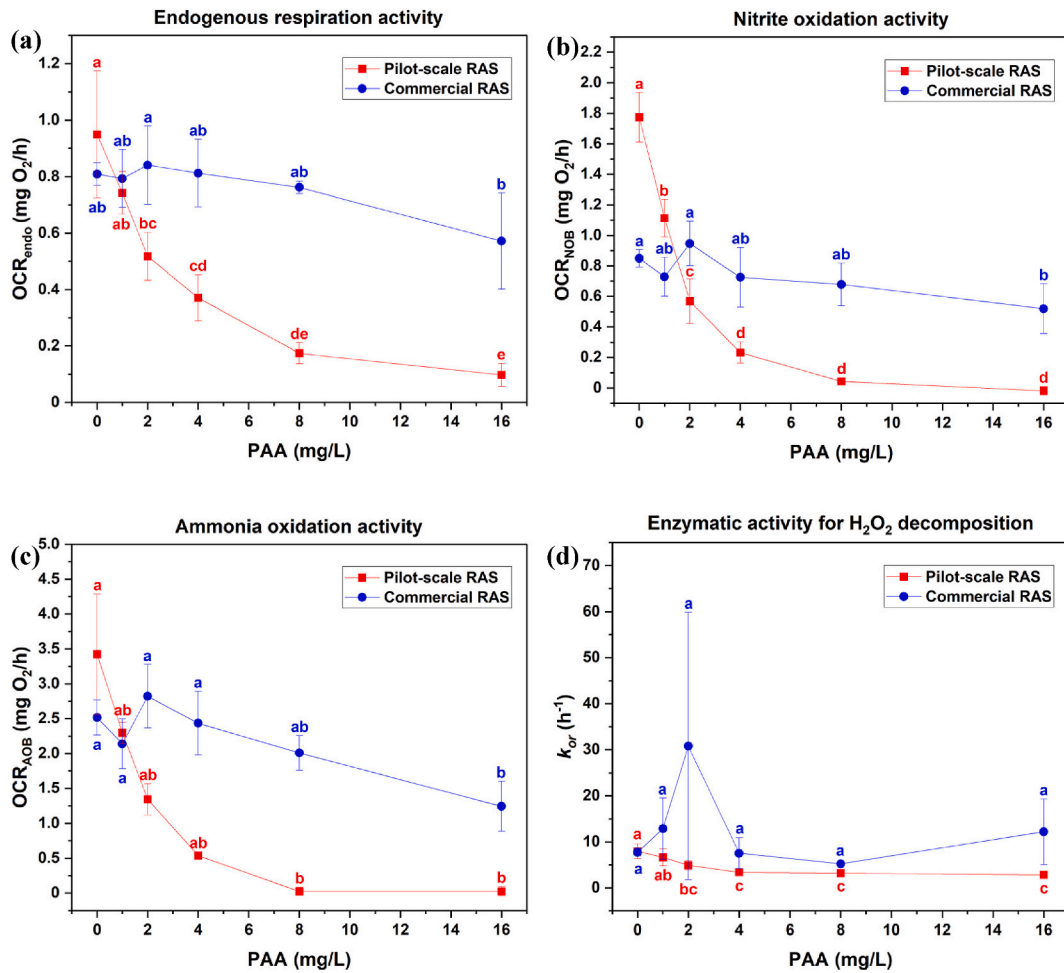 (a)
Endogenous respiration activity
Pilot-scale RAS
Commercial RAS
OCRendo (mg O2/h)
1.2
1.0
0.8
0.6
0.4
0.2
0
a
ab
a
ab
ab
b
ab
ab
bc
cd
de
e
0 2 4 6 8 10 12 14 16
PAA (mg/L)
(b)
Nitrite oxidation activity
Pilot-scale RAS
Commercial RAS
OCRNOB (mg O2/h)
2.2
2.0
1.8
1.6
1.4
1.2
1.0
0.8
0.6
0.4
0.2
0
a
b
a
a
ab
c
ab
ab
b
d
d
d
0 2 4 6 8 10 12 14 16
PAA (mg/L)
(c)
Ammonia oxidation activity
Pilot-scale RAS
Commercial RAS
OCRAOB (mg O2/h)
4.5
4.0
3.5
3.0
2.5
2.0
1.5
1.0
0.5
0
a
ab
a
a
ab
b
a
a
ab
ab
b
b
0 2 4 6 8 10 12 14 16
PAA (mg/L)
(d)
Enzymatic activity for H2O2 decomposition
Pilot-scale RAS
Commercial RAS
kor (h-1)
70
60
50
40
30
20
10
0
a
a
a
a
a
a
a
ab
bc
c
c
c
0 2 4 6 8 10 12 14 16
PAA (mg/L)